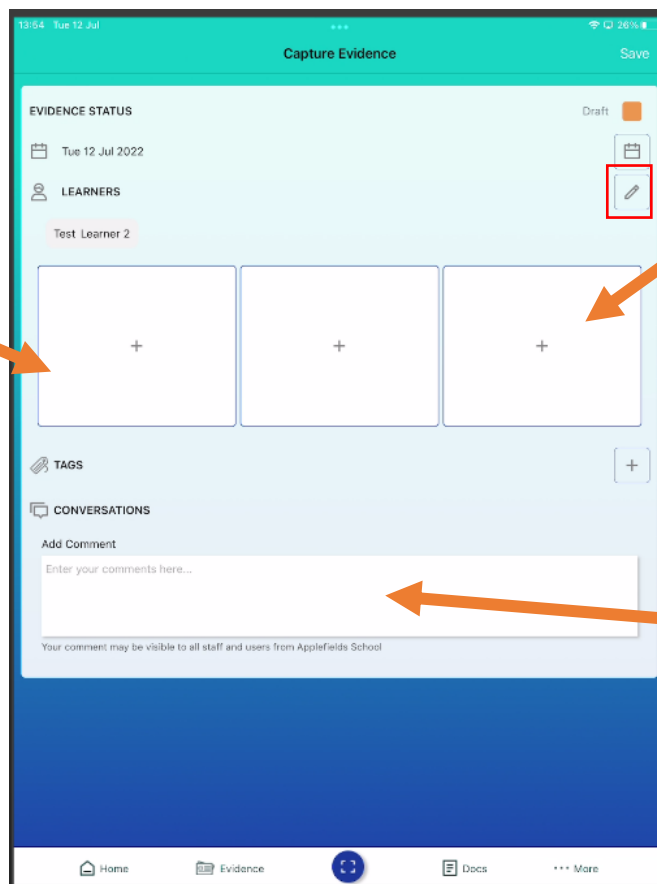 13:54 Tue 12 Jul
26%
Capture Evidence
Save
EVIDENCE STATUS
Draft
Tue 12 Jul 2022
LEARNERS
Test Learner 2
+ + +
TAGS
+
CONVERSATIONS
Add Comment
Enter your comments here...
Your comment may be visible to all staff and users from Applefields School
Home Evidence Docs More